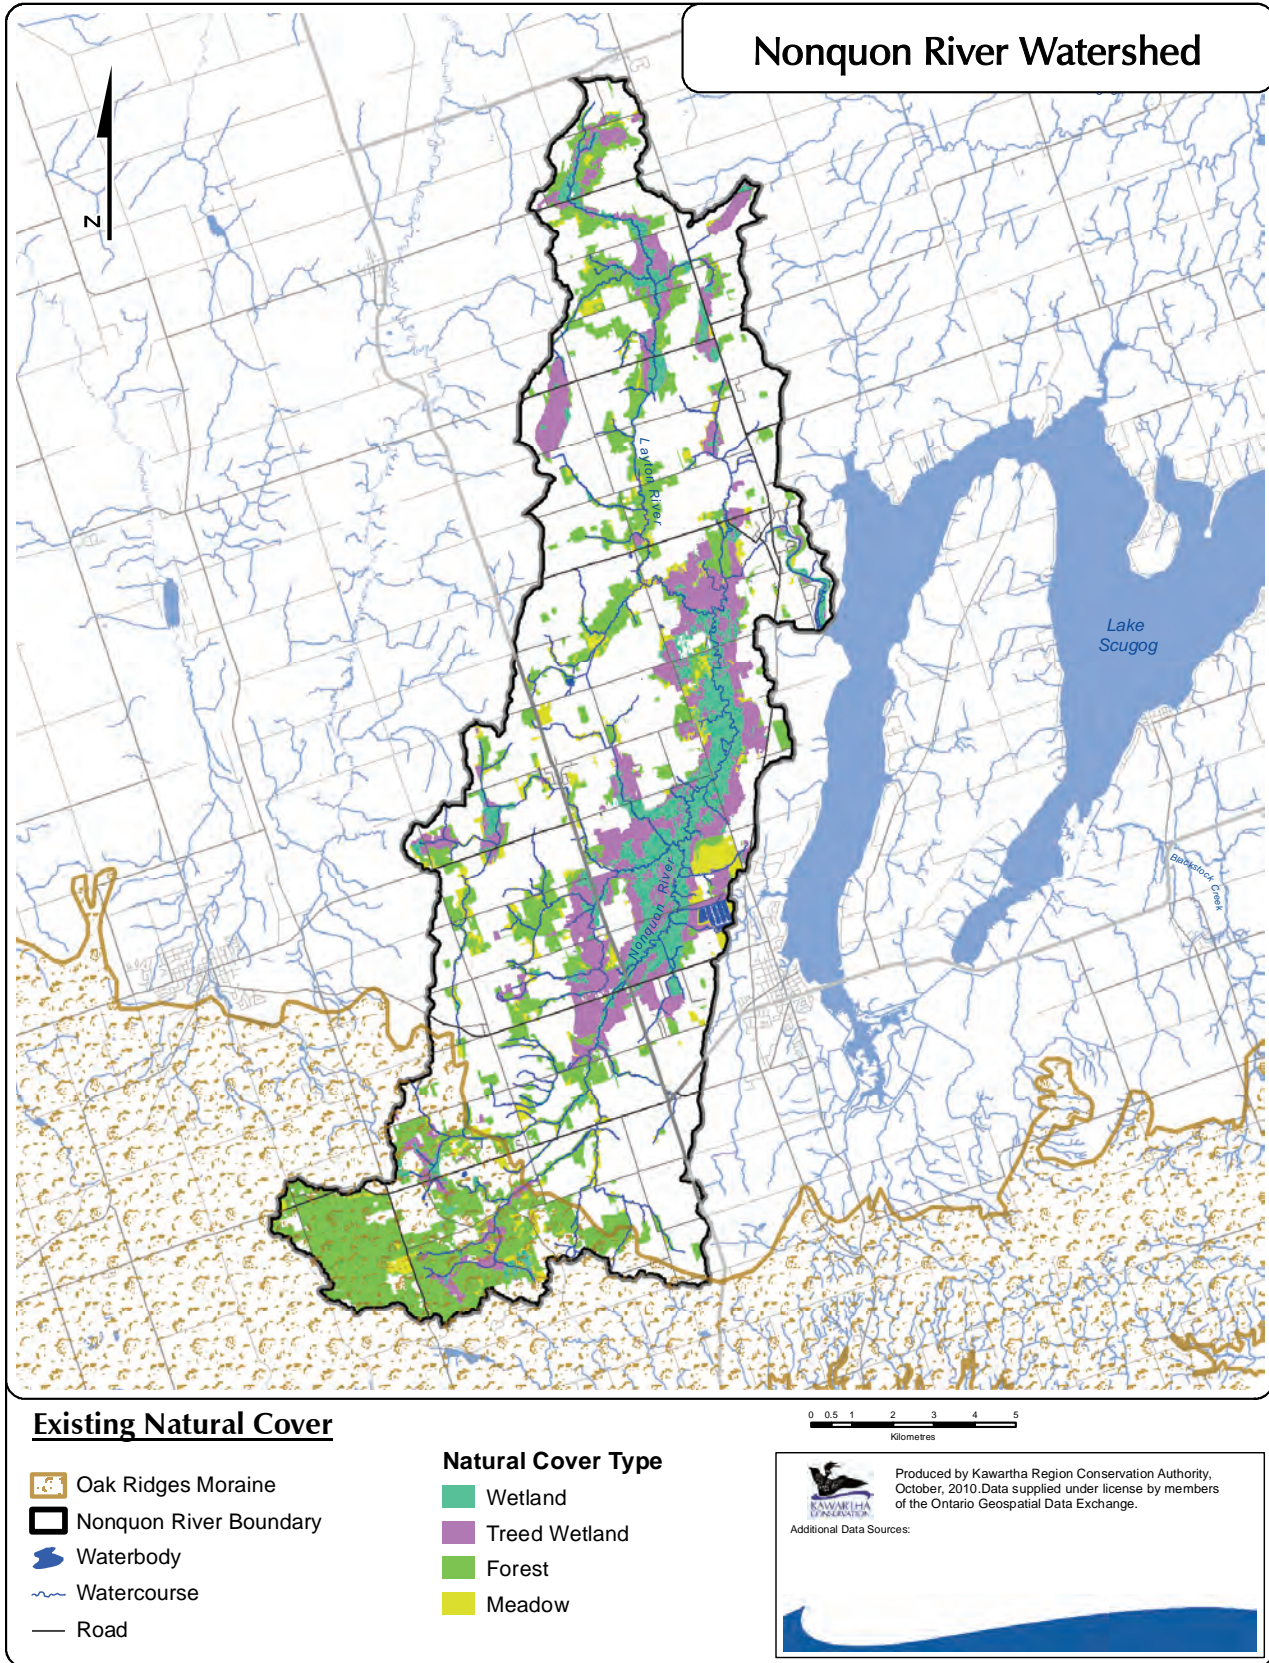 Nonquon River Watershed
N
Layton River
Lake
Scugog
Blackstock Creek
Nonquon River
Existing Natural Cover
Oak Ridges Moraine
Nonquon River Boundary
Waterbody
Watercourse
Road
Natural Cover Type
Wetland
Treed Wetland
Forest
Meadow
0 0.5 1 2 3 4 5
Kilometres
KAWARTHA
CONSERVATION
Produced by Kawartha Region Conservation Authority,
October, 2010.Data supplied under license by members
of the Ontario Geospatial Data Exchange.
Additional Data Sources: